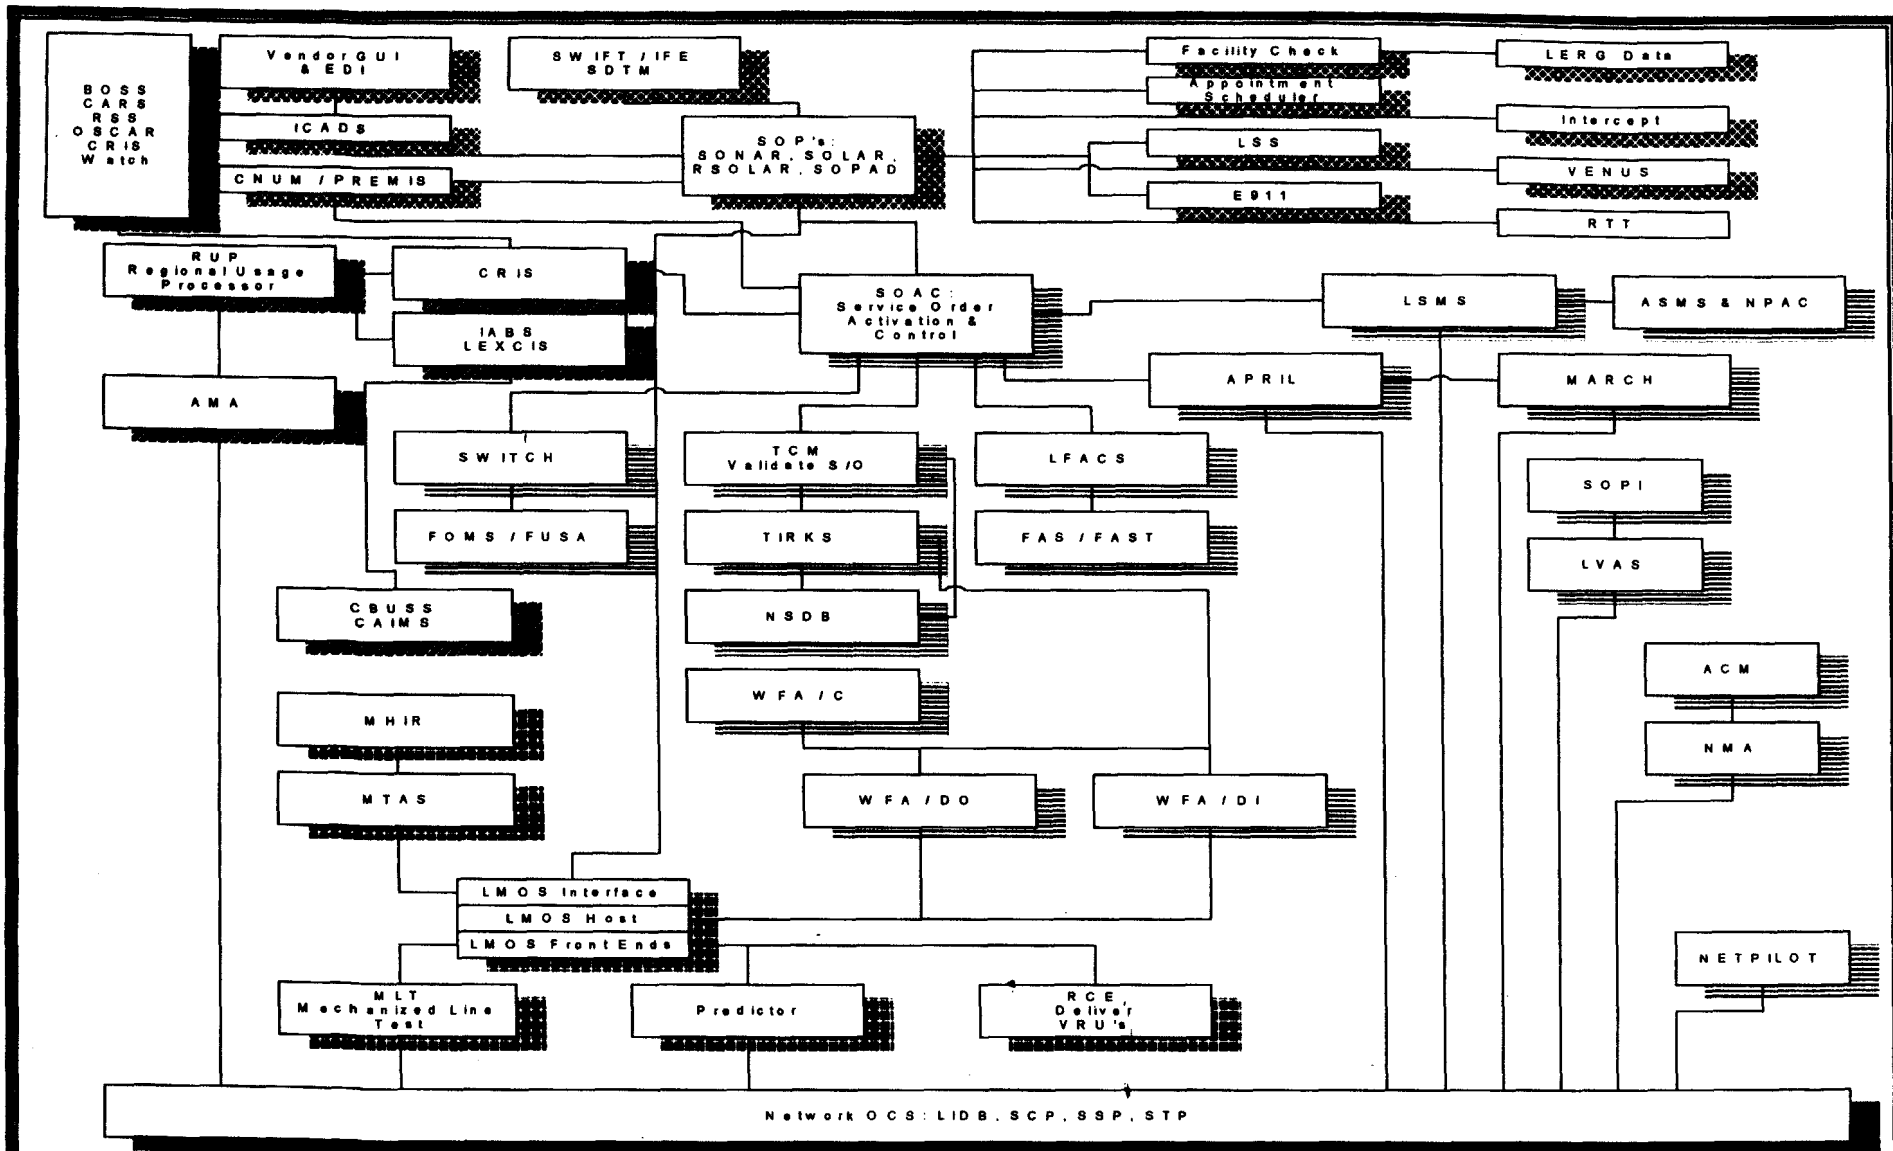 BOSS
CARS
RSS
OSCAR
CRIS
Watch
Vendor GUI
& EDI
ICADS
CNUM / PREMIS
SWIFT / IFE
SDTM
SOP's:
SONAR, SOLAR,
RSOLAR, SOPAD
Facility Check
Appointment
Scheduler
LSS
E911
LERG Data
Intercept
VENUS
RTT
RUP
Regional Usage
Processor
CRIS
IABS
LEXCIS
SOAC:
Service Order
Activation &
Control
LSMS
ASMS & NPAC
AMA
APRIL
MARCH
SWITCH
TCM
Validate S/O
LFACS
SOPI
FOMS / FUSA
TIRKS
FAS / FAST
LVAS
CBUSS
CAIMS
NSDB
WFA / C
ACM
MHIR
NMA
MTAS
WFA / DO
WFA / DI
LMOS Interface
LMOS Host
LMOS Front Ends
NETPILOT
MLT
Mechanized Line
Test
Predictor
RCE,
Deliver
VRU's
Network OCS: LIDB, SCP, SSP, STP